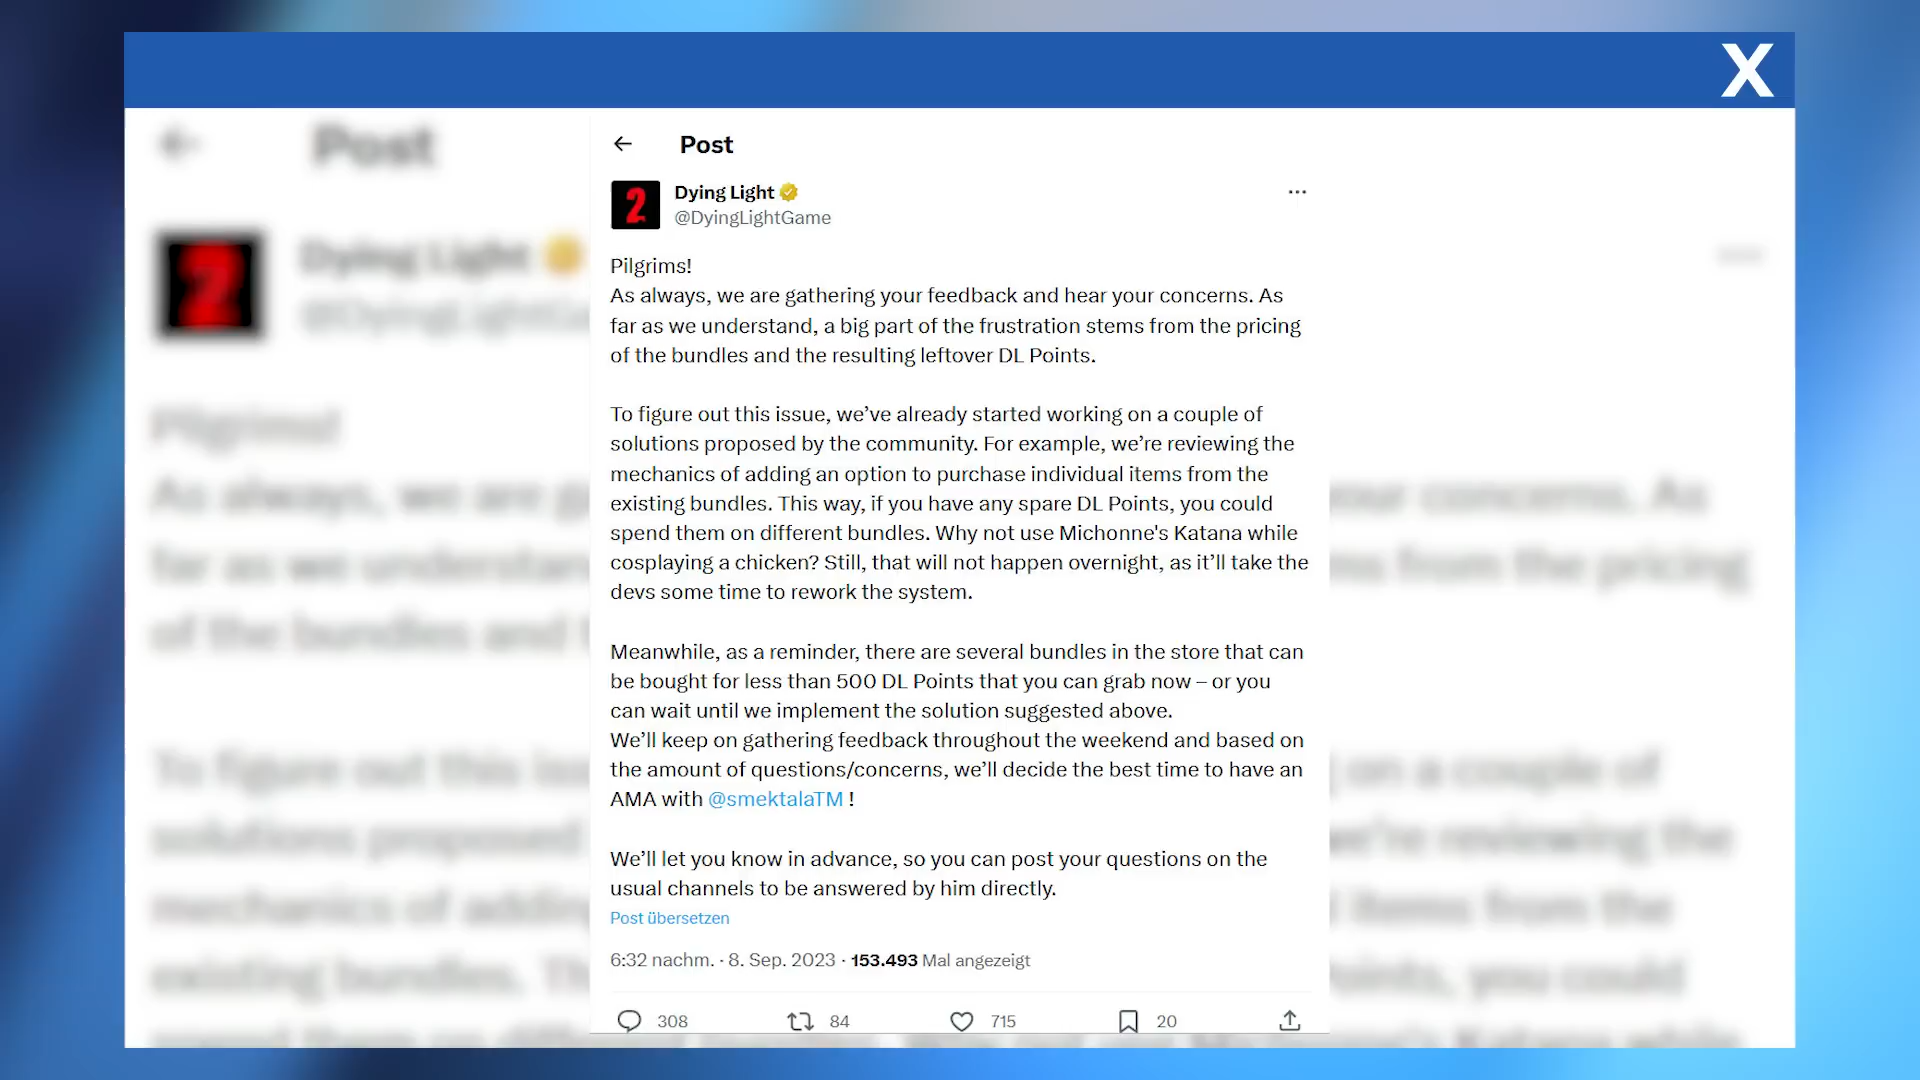 X
Post
Dying Light
@DyingLightGame
Pilgrims!
As always, we are gathering your feedback and hear your concerns. As
far as we understand, a big part of the frustration stems from the pricing
of the bundles and the resulting leftover DL Points.
To figure out this issue, we’ve already started working on a couple of
solutions proposed by the community. For example, we’re reviewing the
mechanics of adding an option to purchase individual items from the
existing bundles. This way, if you have any spare DL Points, you could
spend them on different bundles. Why not use Michonne's Katana while
cosplaying a chicken? Still, that will not happen overnight, as it’ll take the
devs some time to rework the system.
Meanwhile, as a reminder, there are several bundles in the store that can
be bought for less than 500 DL Points that you can grab now – or you
can wait until we implement the solution suggested above.
We’ll keep on gathering feedback throughout the weekend and based on
the amount of questions/concerns, we’ll decide the best time to have an
AMA with @smektalaTM !
We’ll let you know in advance, so you can post your questions on the
usual channels to be answered by him directly.
Post übersetzen
6:32 nachm. · 8. Sep. 2023 · 153.493 Mal angezeigt
308 84 715 20